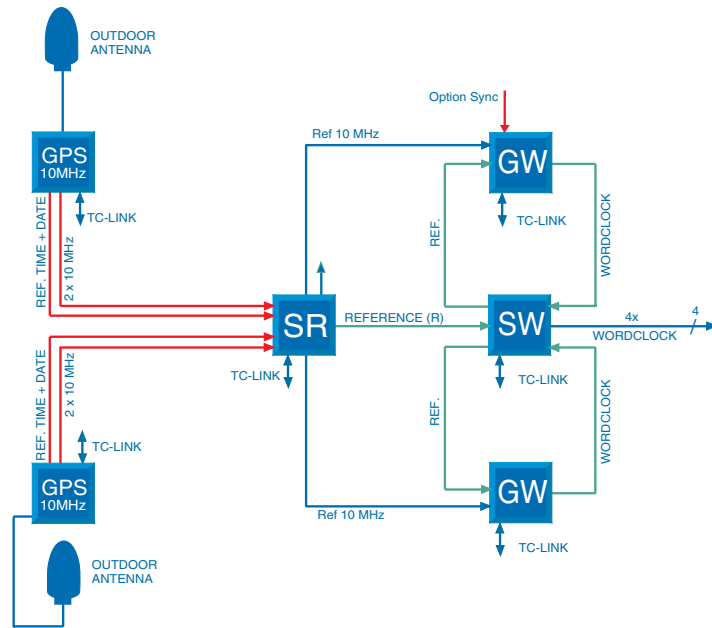 OUTDOOR
ANTENNA
GPS
10MHz
TC-LINK
REF. TIME + DATE
2 x 10 MHz
Option Sync
Ref 10 MHz
GW
TC-LINK
REF.
WORDCLOCK
SR
REFERENCE (R)
SW
4x
4
WORDCLOCK
TC-LINK
TC-LINK
REF. TIME + DATE
2 x 10 MHz
REF.
WORDCLOCK
TC-LINK
GPS
10MHz
GW
Ref 10 MHz
TC-LINK
OUTDOOR
ANTENNA